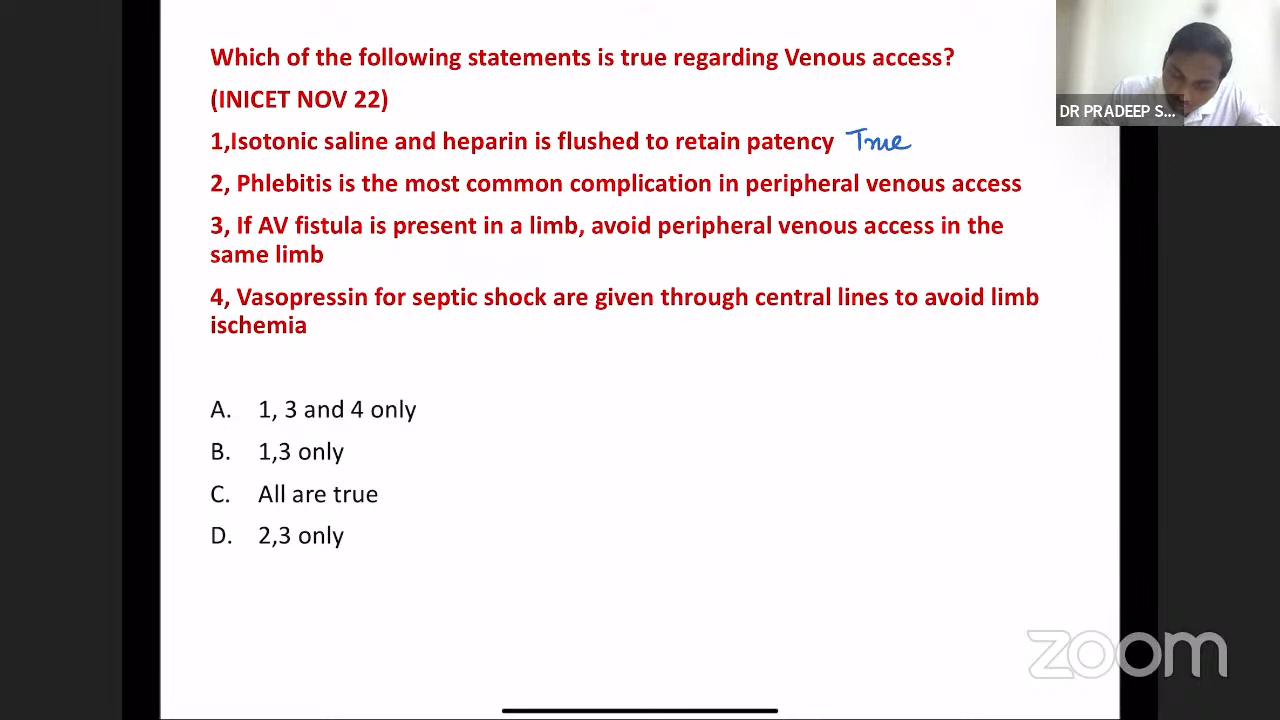 Which of the following statements is true regarding Venous access?
(INICET NOV 22)
1,Isotonic saline and heparin is flushed to retain patency True
2, Phlebitis is the most common complication in peripheral venous access
3, If AV fistula is present in a limb, avoid peripheral venous access in the
same limb
4, Vasopressin for septic shock are given through central lines to avoid limb
ischemia
A. 1, 3 and 4 only
B. 1,3 only
C. All are true
D. 2,3 only
DR PRADEEP S...
zoom